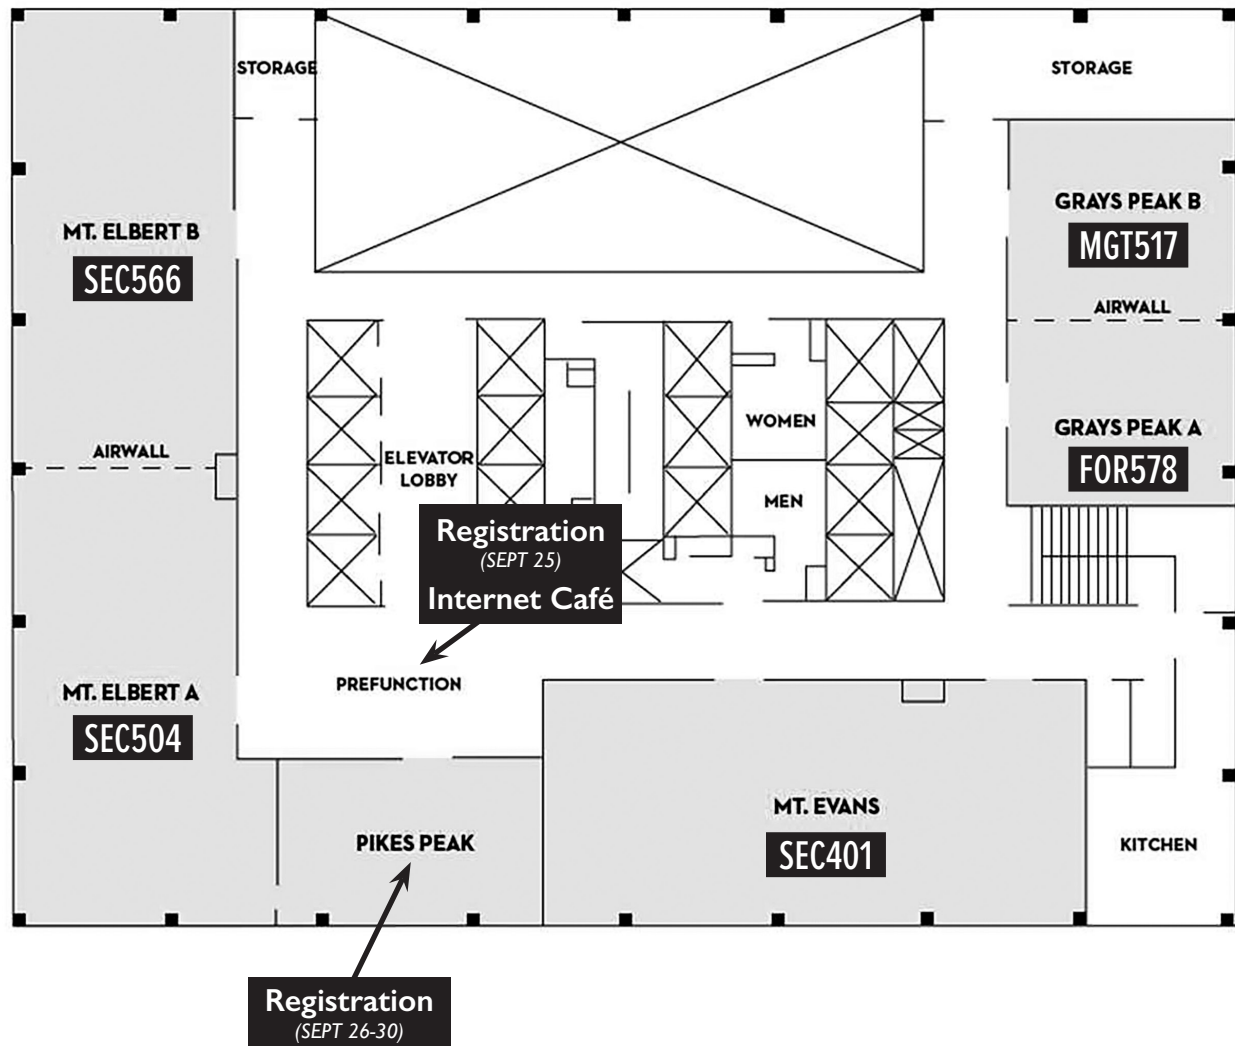 STORAGE
STORAGE
MT. ELBERT B
SEC566
GRAYS PEAK B
MGT517
AIRWALL
GRAYS PEAK A
FOR578
AIRWALL
ELEVATOR
LOBBY
WOMEN
MEN
Registration
(SEPT 25)
Internet Café
PREFUNCTION
MT. ELBERT A
SEC504
PIKES PEAK
MT. EVANS
SEC401
KITCHEN
Registration
(SEPT 26-30)